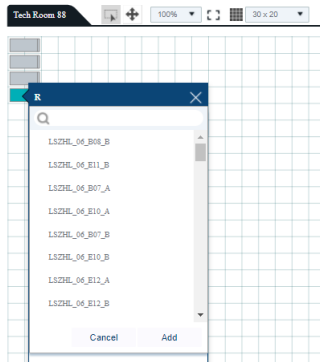 Tech Room 88
100%
30 x 20
R
LSZHL_06_B08_B
LSZHL_06_E11_B
LSZHL_06_B07_A
LSZHL_06_E10_A
LSZHL_06_B07_B
LSZHL_06_E10_B
LSZHL_06_E12_A
LSZHL_06_E12_B
Cancel Add